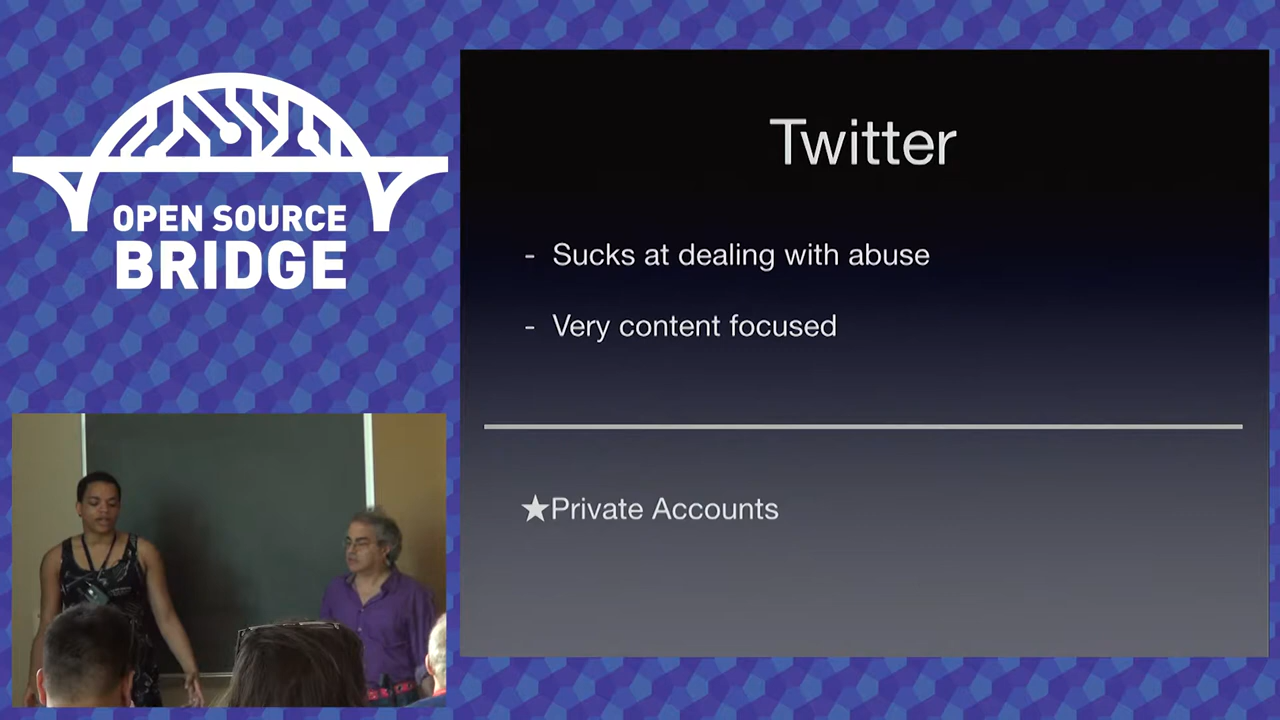 OPEN SOURCE
BRIDGE
Twitter
- Sucks at dealing with abuse
- Very content focused
★Private Accounts